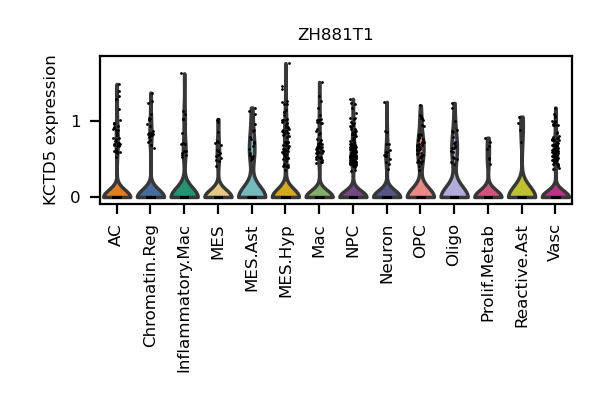 ZH881T1
KCTD5 expression
1
0
AC
Chromatin.Reg
Inflammatory.Mac
MES
MES.Ast
MES.Hyp
Mac
NPC
Neuron
OPC
Oligo
Prolif.Metab
Reactive.Ast
Vasc